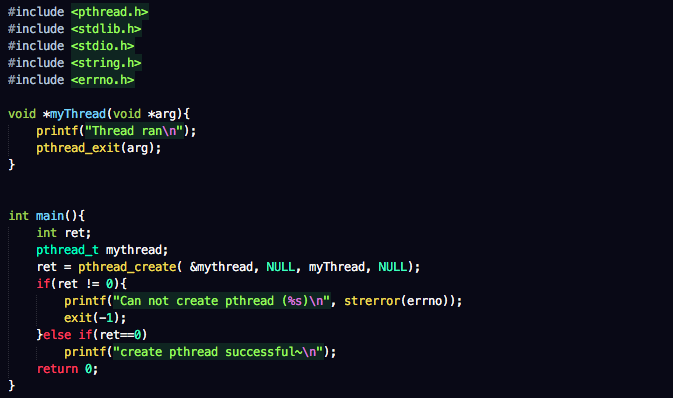 #include <pthread.h>
#include <stdlib.h>
#include <stdio.h>
#include <string.h>
#include <errno.h>
void *myThread(void *arg){
printf("Thread ran\n");
pthread_exit(arg);
}
int main(){
int ret;
pthread_t mythread;
ret = pthread_create( &mythread, NULL, myThread, NULL);
if(ret != 0){
printf("Can not create pthread (%s)\n", strerror(errno));
exit(-1);
}else if(ret==0)
printf("create pthread successful~\n");
return 0;
}